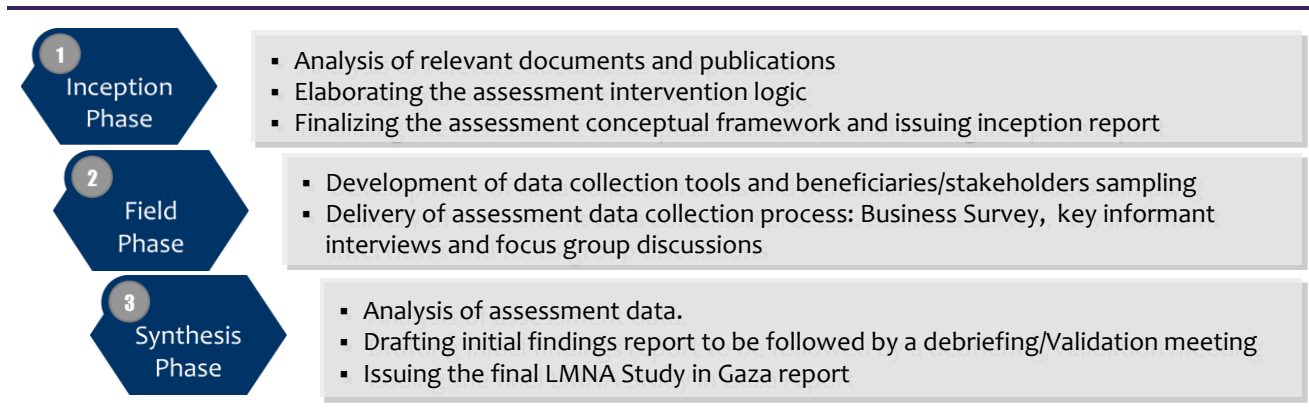 1
Inception
Phase
▪ Analysis of relevant documents and publications
▪ Elaborating the assessment intervention logic
▪ Finalizing the assessment conceptual framework and issuing inception report
2
Field
Phase
▪ Development of data collection tools and beneficiaries/stakeholders sampling
▪ Delivery of assessment data collection process: Business Survey, key informant
interviews and focus group discussions
3
Synthesis
Phase
▪ Analysis of assessment data.
▪ Drafting initial findings report to be followed by a debriefing/Validation meeting
▪ Issuing the final LMNA Study in Gaza report